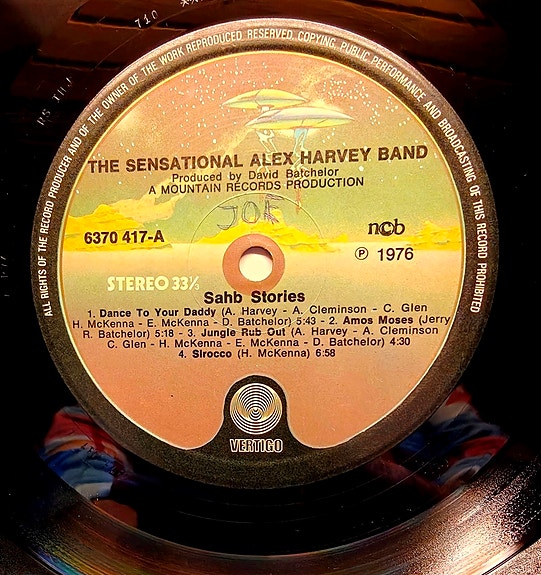 710
ALL RIGHTS OF THE RECORD PRODUCER AND OF THE OWNER OF THE WORK REPRODUCED RESERVED. COPYING, PUBLIC PERFORMANCE AND BROADCASTING OF THIS RECORD PROHIBITED
THE SENSATIONAL ALEX HARVEY BAND
Produced by David Batchelor
A MOUNTAIN RECORDS PRODUCTION
JOE
6370 417-A
ncb
Ⓟ 1976
STEREO 33⅓
Sahb Stories
1. Dance To Your Daddy (A. Harvey - A. Cleminson - C. Glen
H. McKenna - E. McKenna - D. Batchelor) 5:43 - 2. Amos Moses (Jerry
R. Batchelor) 5:18 - 3. Jungle Rub Out (A. Harvey - A. Cleminson
C. Glen - H. McKenna - E. McKenna - D. Batchelor) 4:30
4. Sirocco (H. McKenna) 6:58
VERTIGO